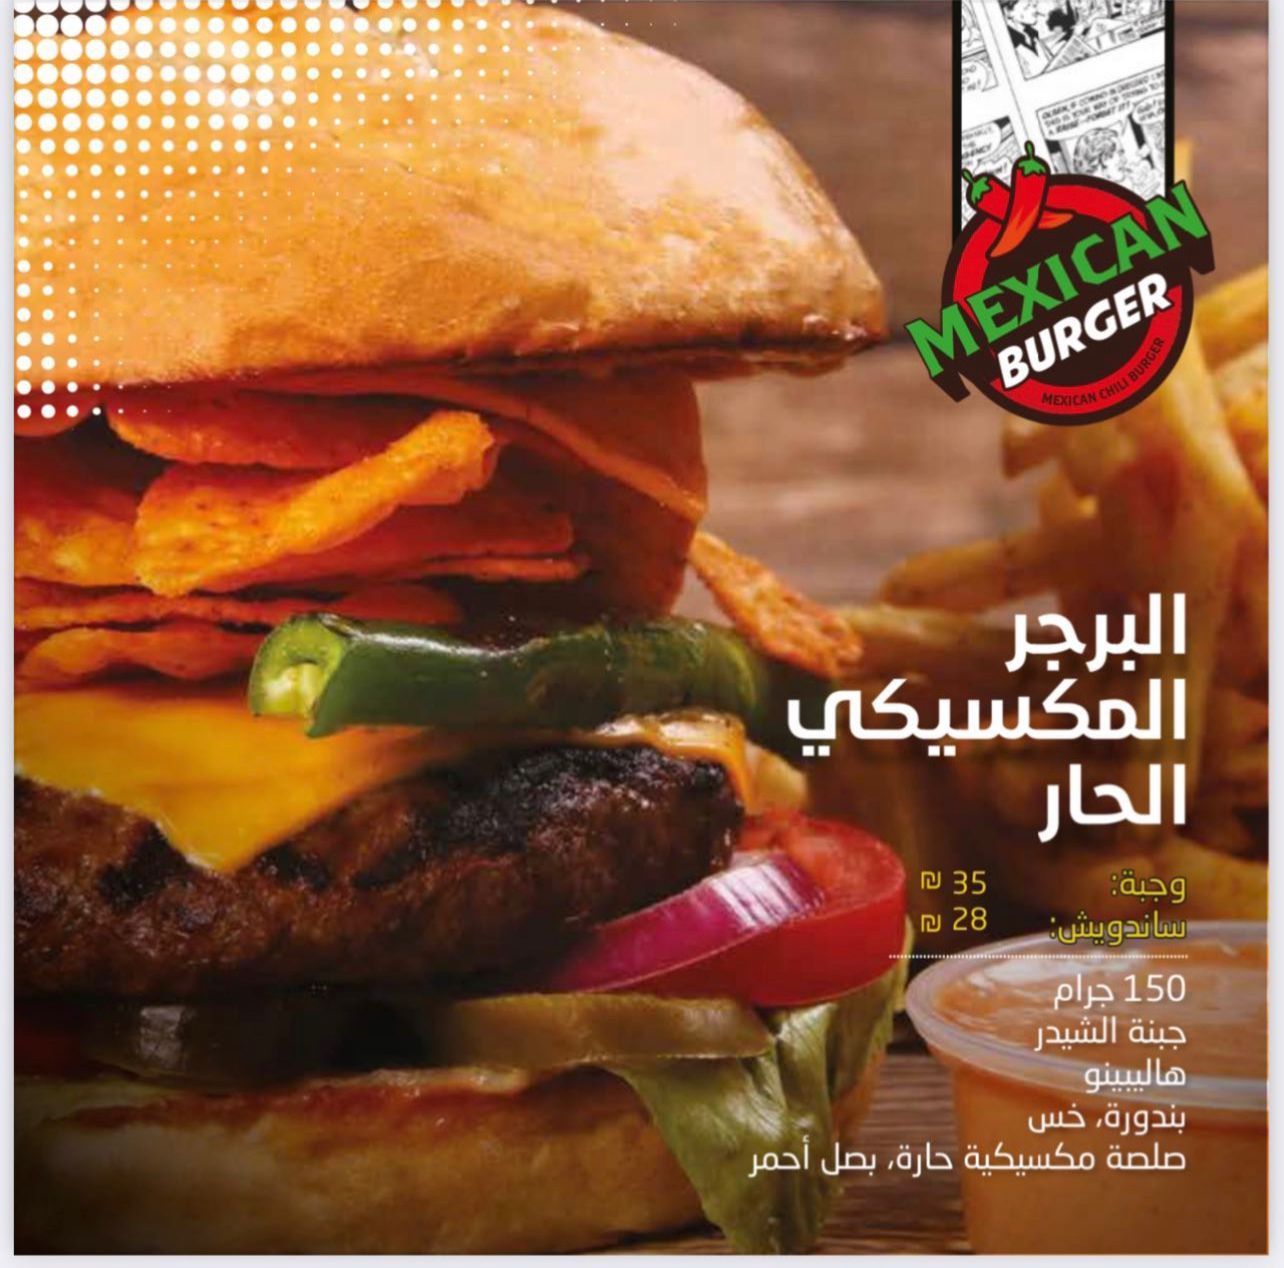 MEXICAN
BURGER
MEXICAN CHILI BURGER
البرجر
المكسيكي
الحار
وجبة: 35 ₪
ساندويش: 28 ₪
150 جرام
جبنة الشيدر
هاليبينو
بندورة، خس
صلصة مكسيكية حارة، بصل أحمر